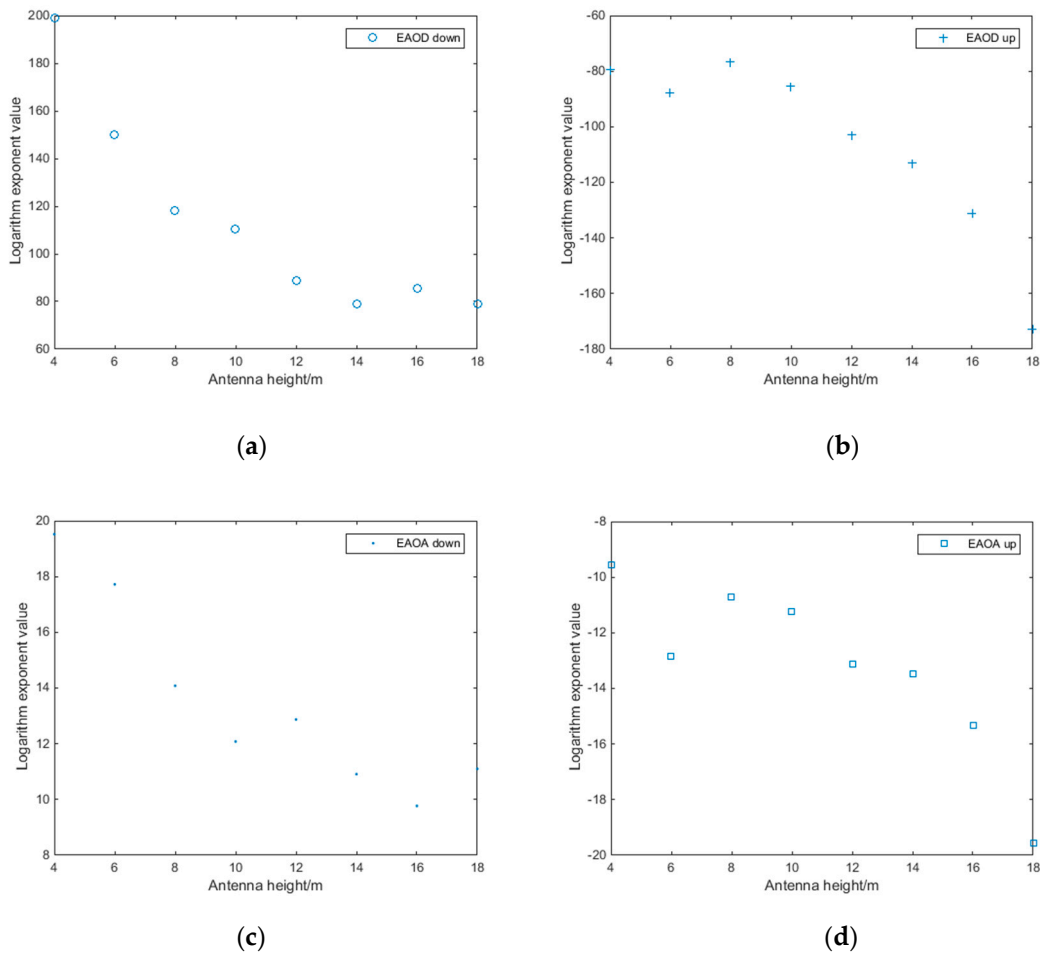 200
180
160
140
120
100
80
60
4 6 8 10 12 14 16 18
Logarithm exponent value
Antenna height/m
EAOD down
(a)
-60
-80
-100
-120
-140
-160
-180
4 6 8 10 12 14 16 18
Logarithm exponent value
Antenna height/m
EAOD up
(b)
20
18
16
14
12
10
8
4 6 8 10 12 14 16 18
Logarithm exponent value
Antenna height/m
EAOA down
(c)
-8
-10
-12
-14
-16
-18
-20
4 6 8 10 12 14 16 18
Logarithm exponent value
Antenna height/m
EAOA up
(d)